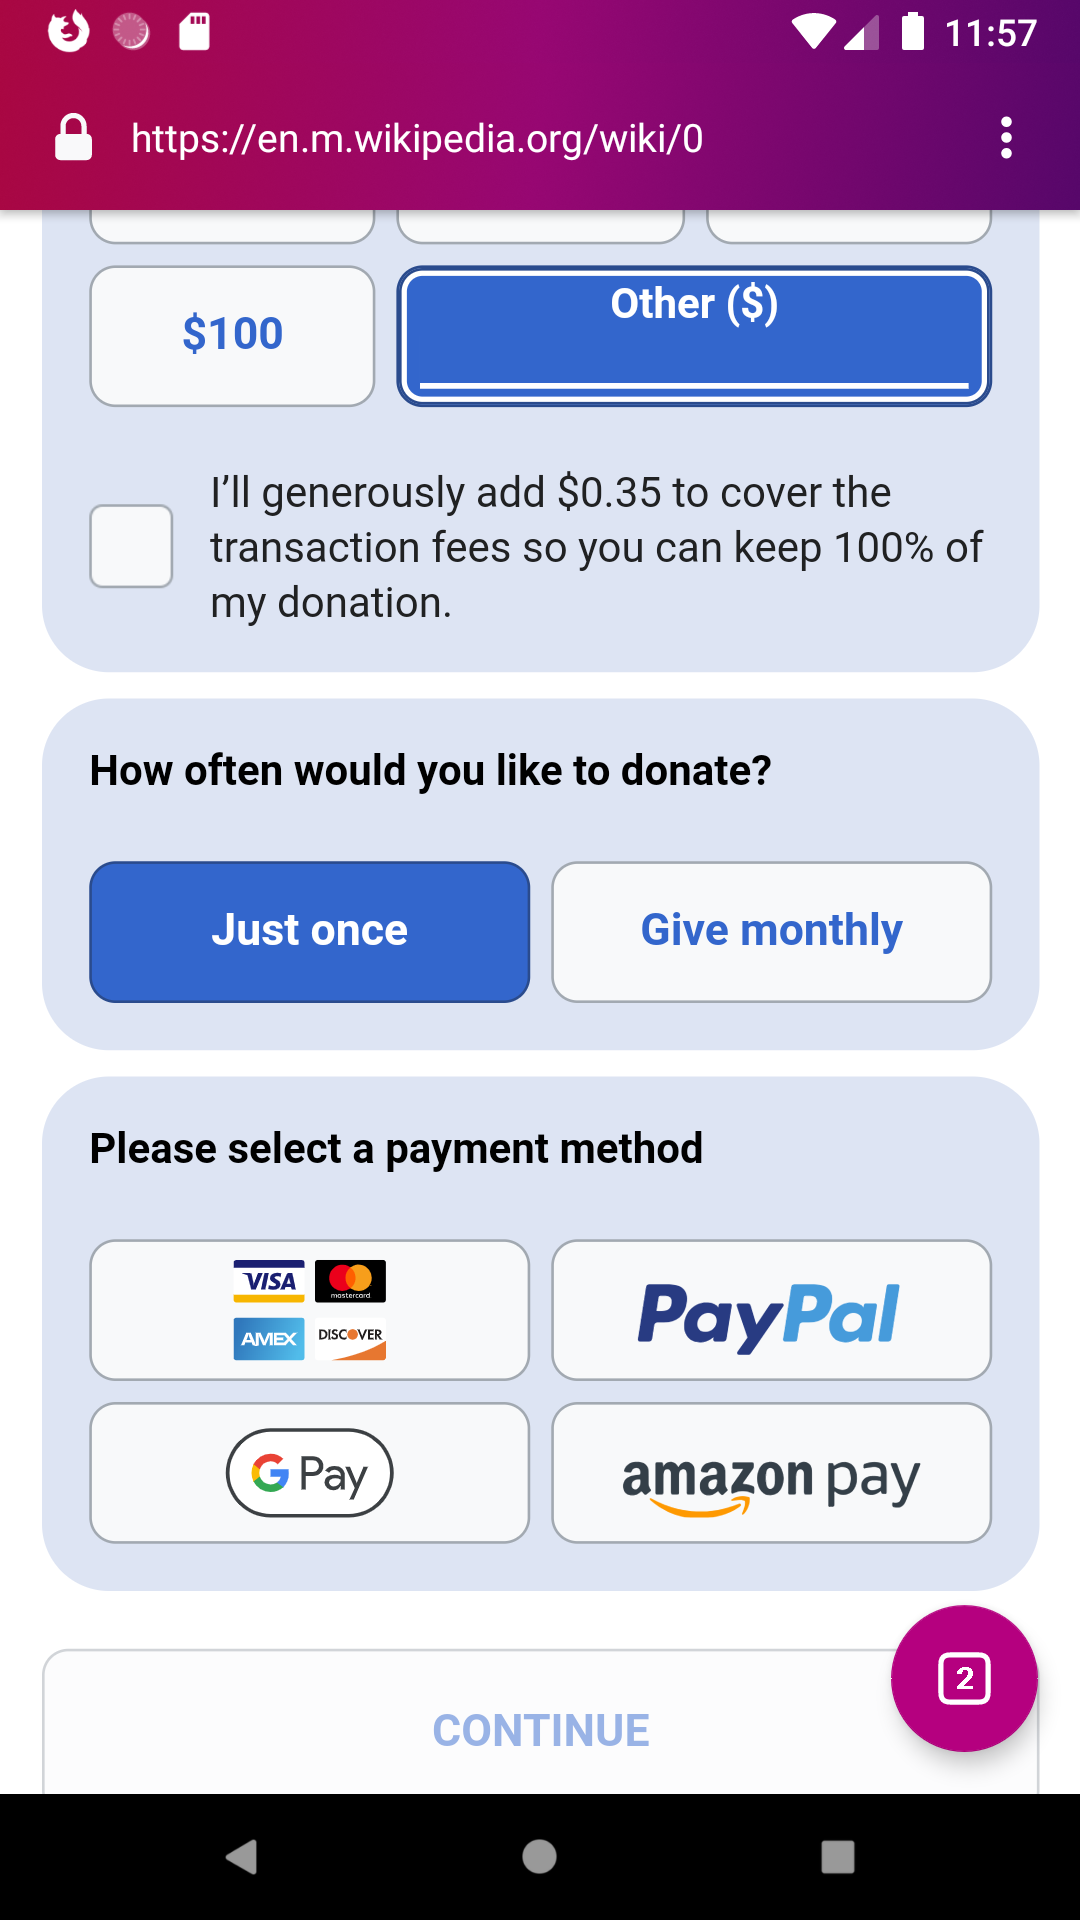 11:57
https://en.m.wikipedia.org/wiki/0
$100
Other ($)
I’ll generously add $0.35 to cover the
transaction fees so you can keep 100% of
my donation.
How often would you like to donate?
Just once
Give monthly
Please select a payment method
VISA
mastercard
AMEX
DISCOVER
PayPal
G Pay
amazon pay
2
CONTINUE